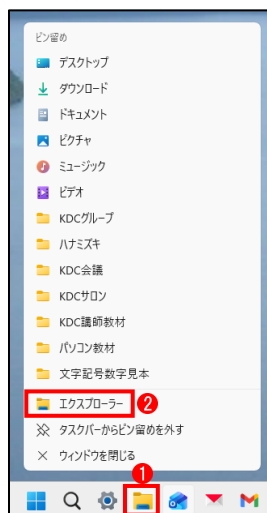 ピン留め
デスクトップ
ダウンロード
ドキュメント
ピクチャ
ミュージック
ビデオ
KDCグループ
ハナミズキ
KDC会議
KDCサロン
KDC講師教材
パソコン教材
文字記号数字見本
エクスプローラー 2
タスクバーからピン留めを外す
ウィンドウを閉じる
1